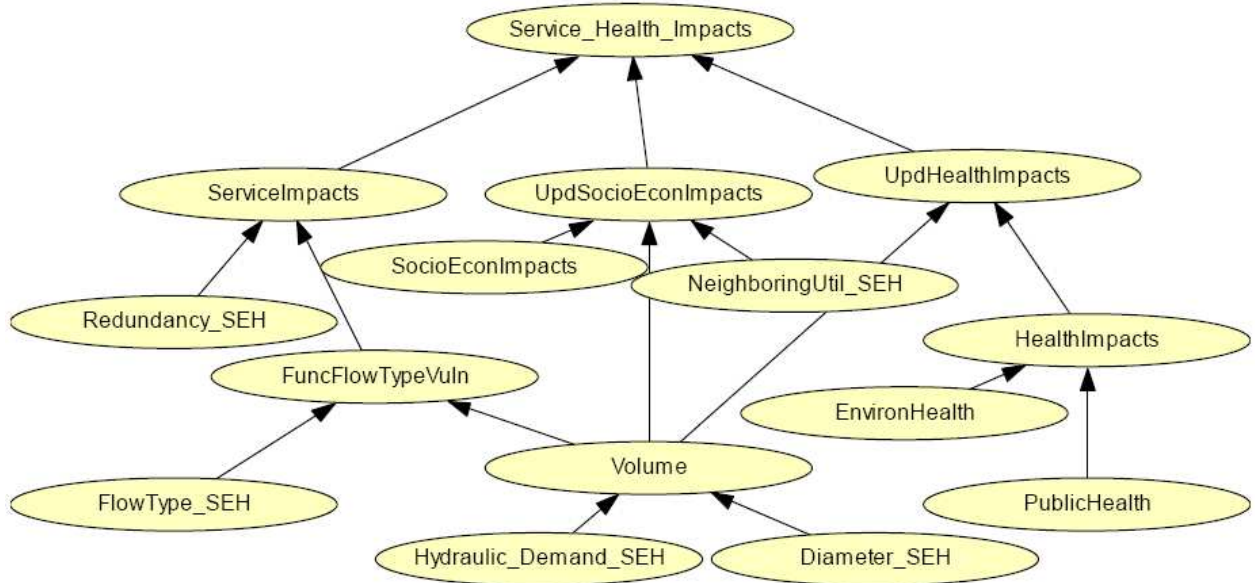 Service_Health_Impacts
ServiceImpacts
UpdSocioEconImpacts
UpdHealthImpacts
SocioEconImpacts
NeighboringUtil_SEH
Redundancy_SEH
HealthImpacts
FuncFlowTypeVuln
EnvironHealth
Volume
FlowType_SEH
PublicHealth
Hydraulic_Demand_SEH
Diameter_SEH